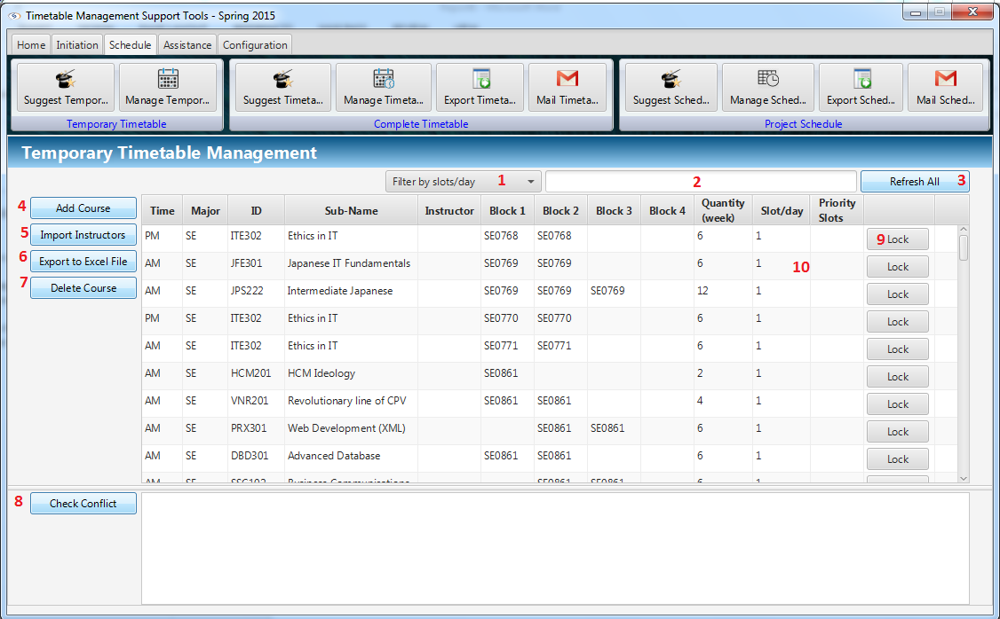 Timetable Management Support Tools - Spring 2015
Home Initiation Schedule Assistance Configuration
Suggest Tempor... Manage Tempor... Suggest Timeta... Manage Timeta... Export Timeta... Mail Timeta... Suggest Sched... Manage Sched... Export Sched... Mail Sched...
Temporary Timetable Complete Timetable Project Schedule
Temporary Timetable Management
Filter by slots/day 1 2 Refresh All 3
4 Add Course
5 Import Instructors
6 Export to Excel File
7 Delete Course
Time Major ID Sub-Name Instructor Block 1 Block 2 Block 3 Block 4 Quantity (week) Slot/day Priority Slots
PM SE ITE302 Ethics in IT SE0768 SE0768 6 1 9 Lock
AM SE JFE301 Japanese IT Fundamentals SE0769 SE0769 6 1 10 Lock
AM SE JPS222 Intermediate Japanese SE0769 SE0769 SE0769 12 1 Lock
PM SE ITE302 Ethics in IT SE0770 SE0770 6 1 Lock
AM SE ITE302 Ethics in IT SE0771 SE0771 6 1 Lock
AM SE HCM201 HCM Ideology SE0861 2 1 Lock
AM SE VNR201 Revolutionary line of CPV SE0861 SE0861 4 1 Lock
AM SE PRX301 Web Development (XML) SE0861 SE0861 6 1 Lock
AM SE DBD301 Advanced Database SE0861 SE0861 6 1 Lock
8 Check Conflict